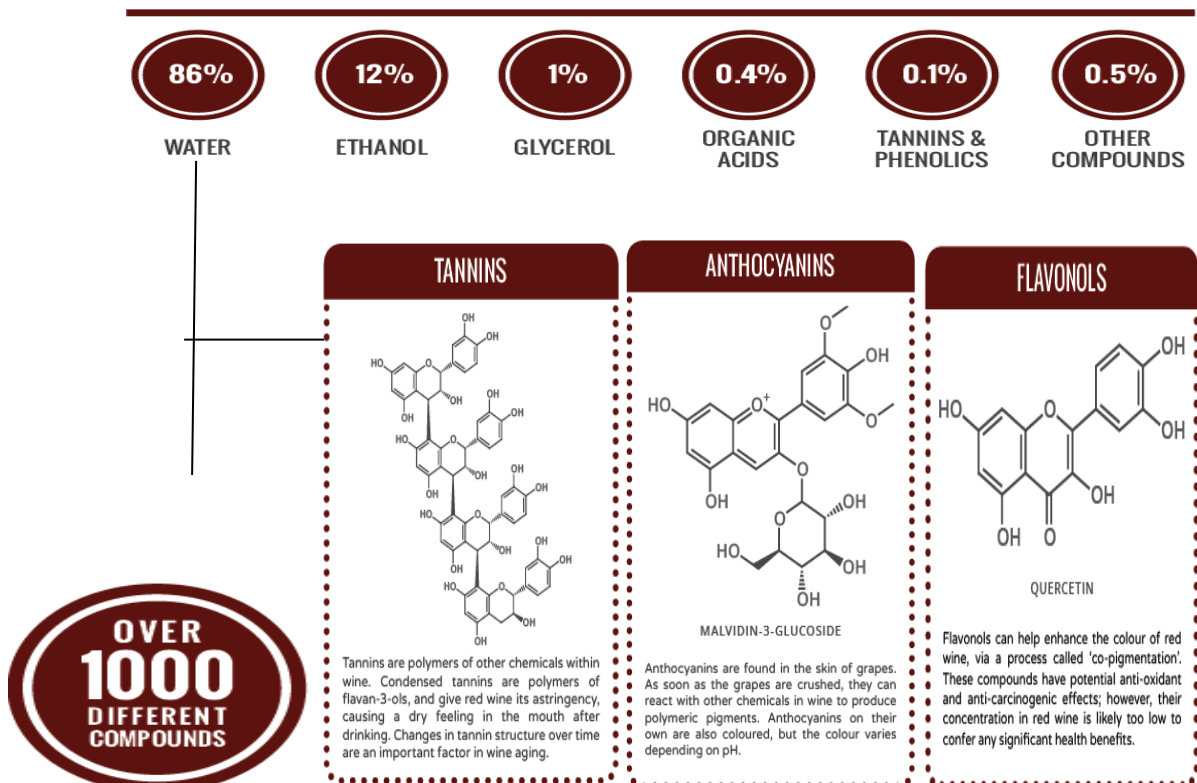 86%
12%
1%
0.4%
0.1%
0.5%
WATER
ETHANOL
GLYCEROL
ORGANIC
ACIDS
TANNINS &
PHENOLICS
OTHER
COMPOUNDS
TANNINS
OH
OH
O
HO
OH
OH
OH
OH
HO O
OH
OH
OH
OH
HO O
OH
OH
OH
OH
HO O
OH
OH
Tannins are polymers of other chemicals within
wine. Condensed tannins are polymers of
flavan-3-ols, and give red wine its astringency,
causing a dry feeling in the mouth after
drinking. Changes in tannin structure over time
are an important factor in wine aging.
ANTHOCYANINS
O
OH
HO O+
O
O
OH
OH
O
HO OH
OH
MALVIDIN-3-GLUCOSIDE
Anthocyanins are found in the skin of grapes.
As soon as the grapes are crushed, they can
react with other chemicals in wine to produce
polymeric pigments. Anthocyanins on their
own are also coloured, but the colour varies
depending on pH.
FLAVONOLS
OH
HO O
OH
OH
OH O
QUERCETIN
Flavonols can help enhance the colour of red
wine, via a process called 'co-pigmentation'.
These compounds have potential anti-oxidant
and anti-carcinogenic effects; however, their
concentration in red wine is likely too low to
confer any significant health benefits.
OVER
1000
DIFFERENT
COMPOUNDS